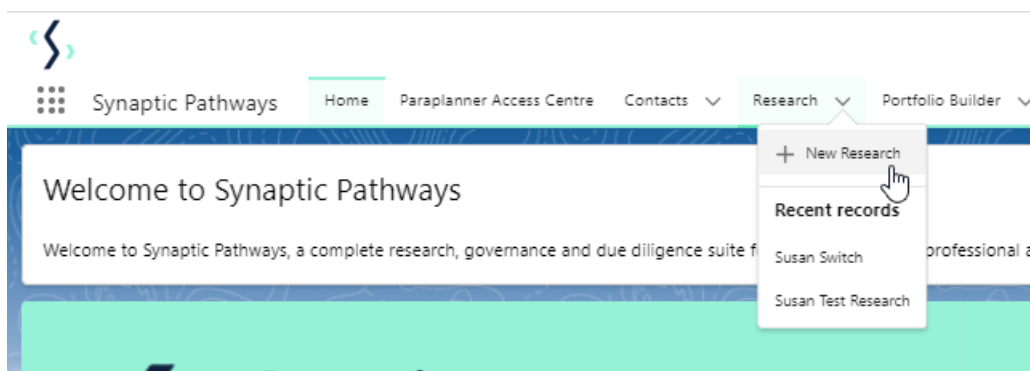 Synaptic Pathways Home Paraplanner Access Centre Contacts Research Portfolio Builder
New Research
Welcome to Synaptic Pathways
Recent records
Welcome to Synaptic Pathways, a complete research, governance and due diligence suite professional
Susan Switch
Susan Test Research